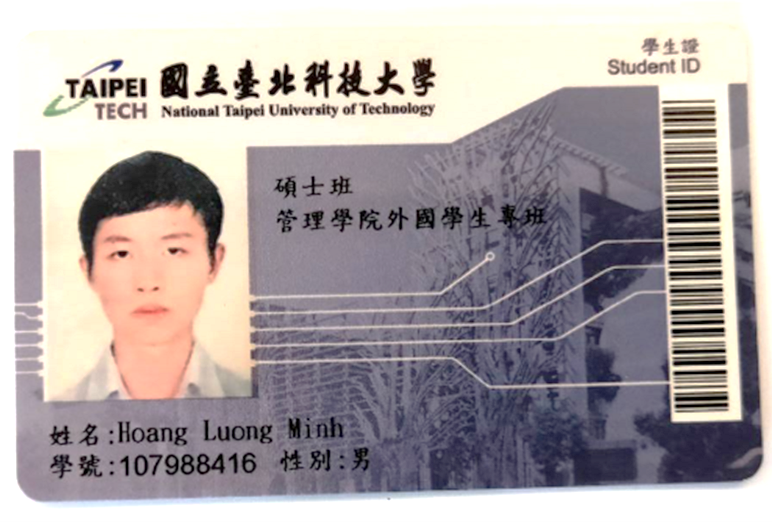 學生證
Student ID
TAIPEI
TECH
國立臺北科技大學
National Taipei University of Technology
碩士班
管理學院外國學生專班
姓名:Hoang Luong Minh
學號:107988416 性別:男